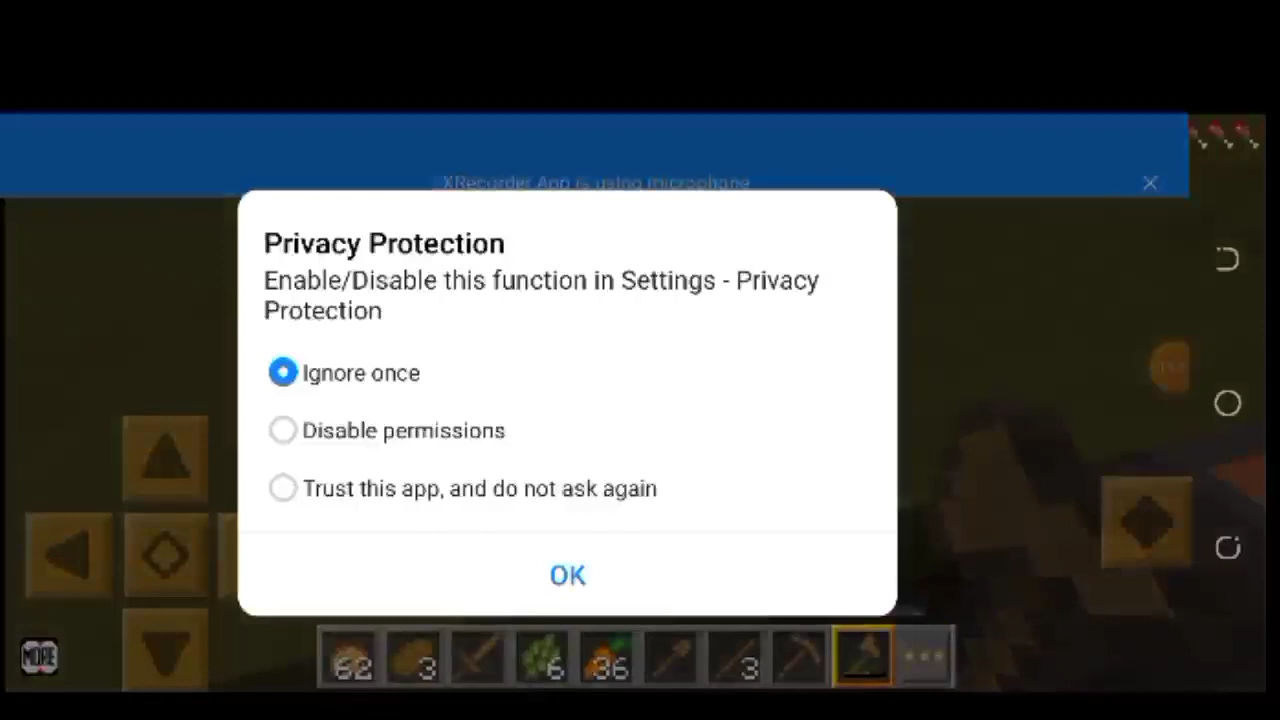 XRecorder App is using microphone
Privacy Protection
Enable/Disable this function in Settings - Privacy
Protection
Ignore once
Disable permissions
Trust this app, and do not ask again
OK
MORE
62 3 6 36 3